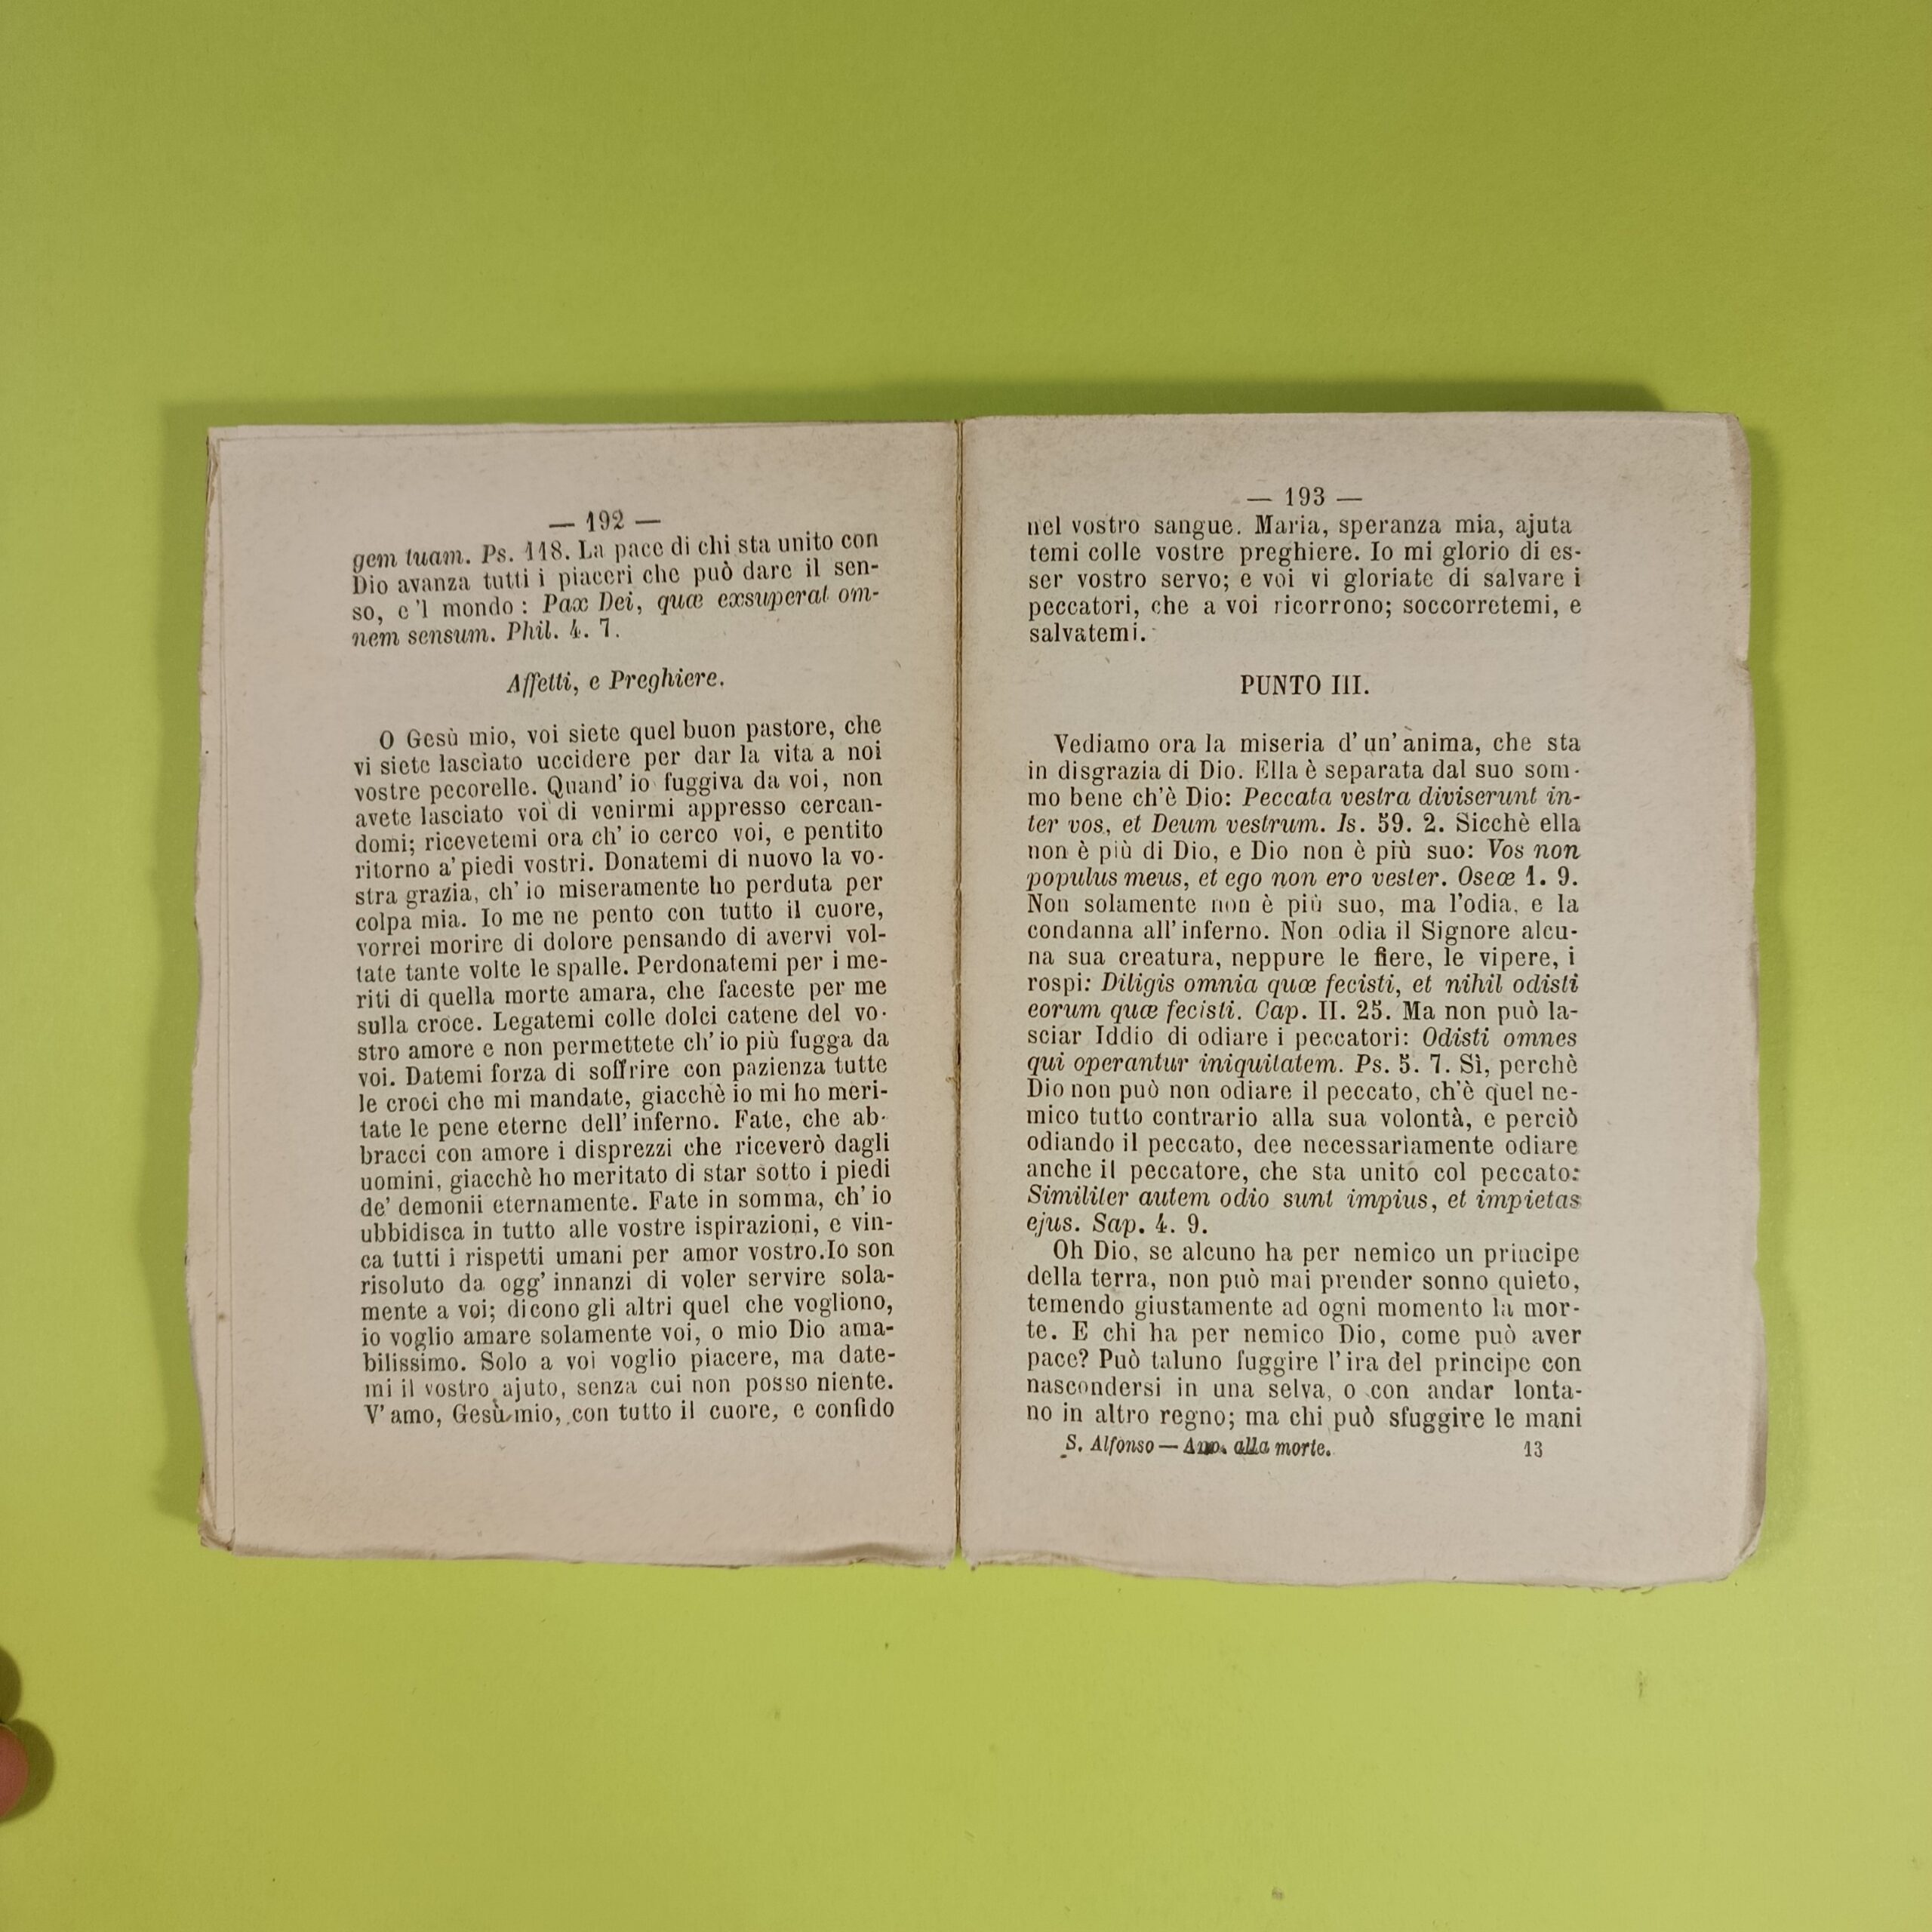 — 192 —
gem tuam. Ps. 118. La pace di chi sta unito con
Dio avanza tutti i piaceri che può dare il sen-
so, e 'l mondo: Pax Dei, quæ exsuperat om-
nem sensum. Phil. 4. 7.
Affetti, e Preghiere.
O Gesù mio, voi siete quel buon pastore, che
vi siete lasciato uccidere per dar la vita a noi
vostre pecorelle. Quand' io fuggiva da voi, non
avete lasciato voi di venirmi appresso cercan-
domi; ricevetemi ora ch' io cerco voi, e pentito
ritorno a' piedi vostri. Donatemi di nuovo la vo-
stra grazia, ch' io miseramente ho perduta per
colpa mia. Io me ne pento con tutto il cuore,
vorrei morire di dolore pensando di avervi vol-
tate tante volte le spalle. Perdonatemi per i me-
riti di quella morte amara, che faceste per me
sulla croce. Legatemi colle dolci catene del vo-
stro amore e non permettete ch' io più fugga da
voi. Datemi forza di soffrire con pazienza tutte
le croci che mi mandate, giacchè io mi ho meri-
tate le pene eterne dell' inferno. Fate, che ab-
bracci con amore i disprezzi che riceverò dagli
uomini, giacchè ho meritato di star sotto i piedi
de' demonii eternamente. Fate in somma, ch' io
ubbidisca in tutto alle vostre ispirazioni, e vin-
ca tutti i rispetti umani per amor vostro. Io son
risoluto da ogg' innanzi di voler servire sola-
mente a voi; dicono gli altri quel che vogliono,
io voglio amare solamente voi, o mio Dio ama-
bilissimo. Solo a voi voglio piacere, ma date-
mi il vostro ajuto, senza cui non posso niente.
V' amo, Gesù mio, con tutto il cuore, e confido
— 193 —
nel vostro sangue. Maria, speranza mia, ajuta
temi colle vostre preghiere. Io mi glorio di es-
ser vostro servo; e voi vi gloriate di salvare i
peccatori, che a voi ricorrono; soccorretemi, e
salvatemi.
PUNTO III.
Vediamo ora la miseria d' un' ànima, che sta
in disgrazia di Dio. Ella è separata dal suo som-
mo bene ch'è Dio: Peccata vestra diviserunt in-
ter vos, et Deum vestrum. Is. 59. 2. Sicchè ella
non è più di Dio, e Dio non è più suo: Vos non
populus meus, et ego non ero vester. Oseæ 1. 9.
Non solamente non è più suo, ma l'odia, e la
condanna all' inferno. Non odia il Signore alcu-
na sua creatura, neppure le fiere, le vipere, i
rospi: Diligis omnia quæ fecisti, et nihil odisti
eorum quæ fecisti. Cap. II. 25. Ma non può la-
sciar Iddio di odiare i peccatori: Odisti omnes
qui operantur iniquitatem. Ps. 5. 7. Sì, perchè
Dio non può non odiare il peccato, ch'è quel ne-
mico tutto contrario alla sua volontà, e perciò
odiando il peccato, dee necessariamente odiare
anche il peccatore, che sta unito col peccato:
Similiter autem odio sunt impius, et impietas
ejus. Sap. 4. 9.
Oh Dio, se alcuno ha per nemico un principe
della terra, non può mai prender sonno quieto,
temendo giustamente ad ogni momento la mor-
te. E chi ha per nemico Dio, come può aver
pace? Può taluno fuggire l' ira del principe con
nascondersi in una selva, o con andar lonta-
no in altro regno; ma chi può sfuggire le mani
S. Alfonso — App. alla morte. 13